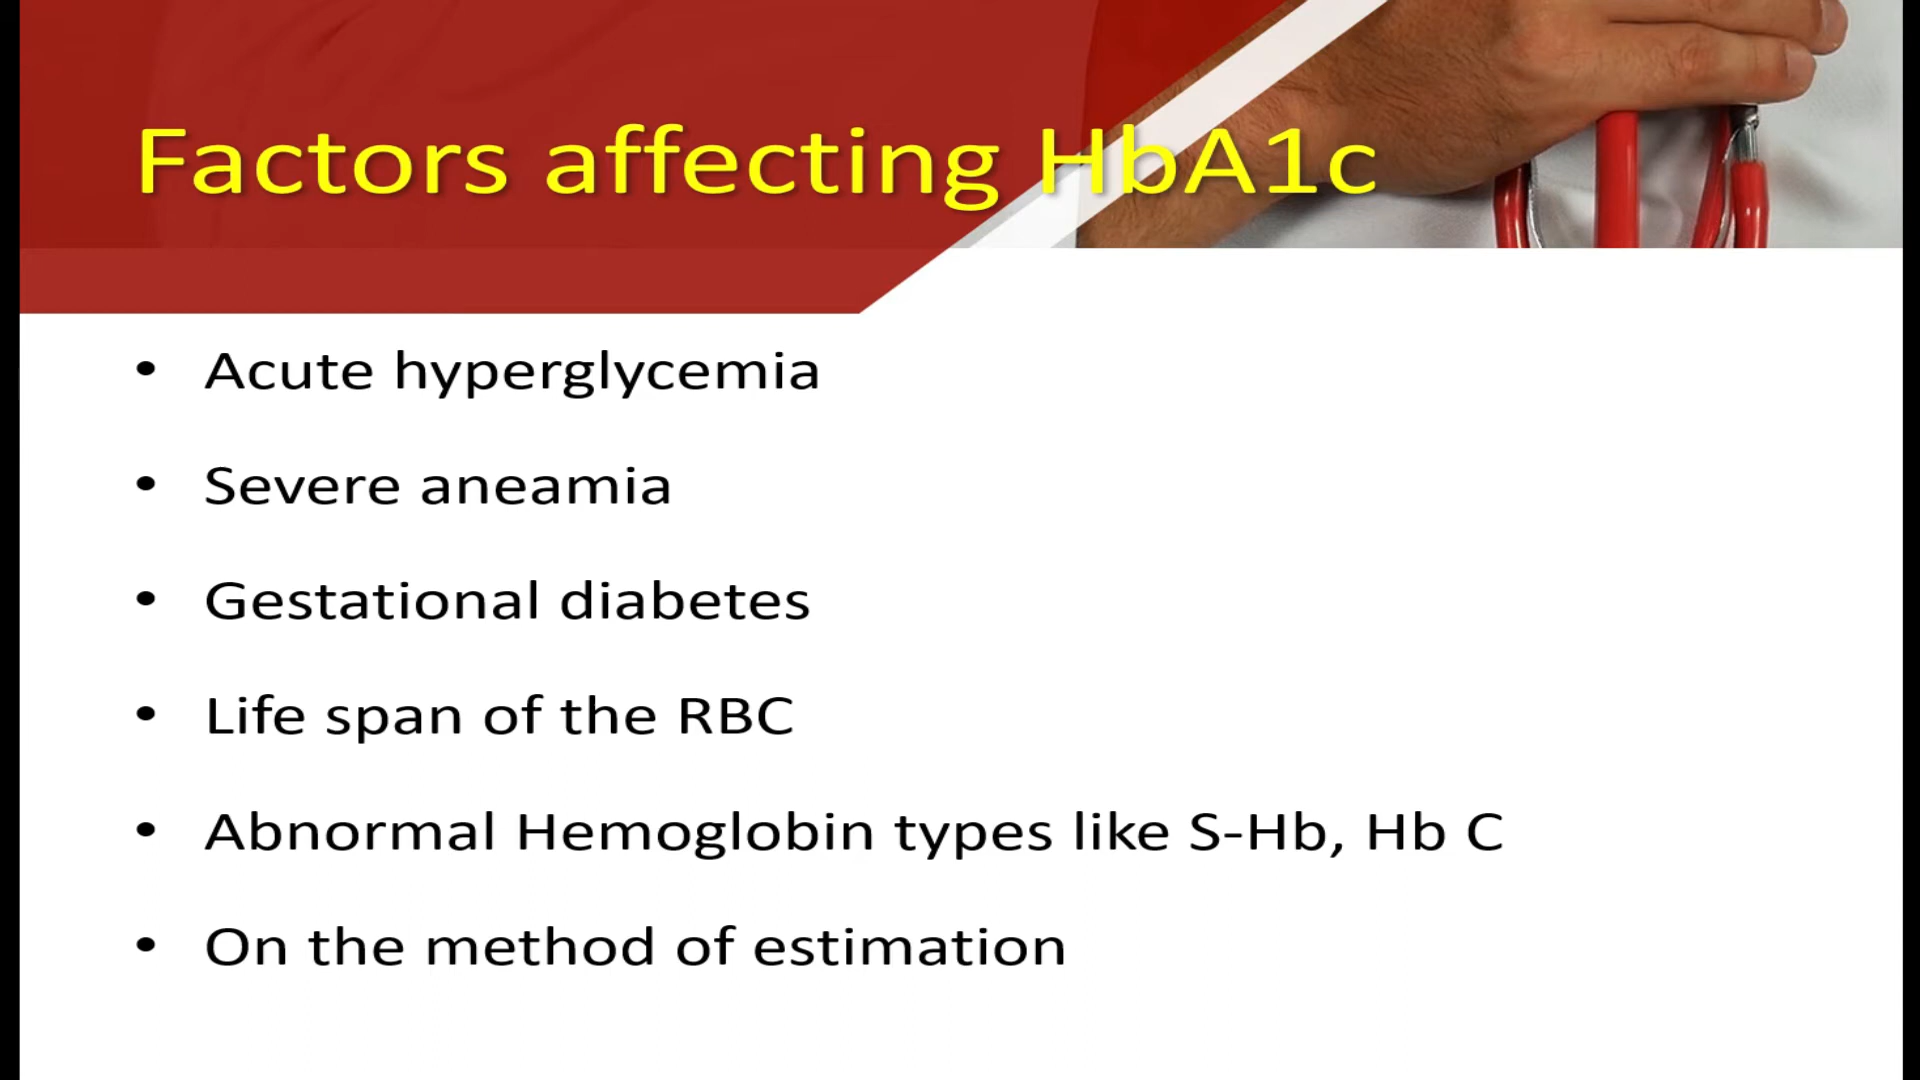 Factors affecting HbA1c
• Acute hyperglycemia
• Severe aneamia
• Gestational diabetes
• Life span of the RBC
• Abnormal Hemoglobin types like S-Hb, Hb C
• On the method of estimation